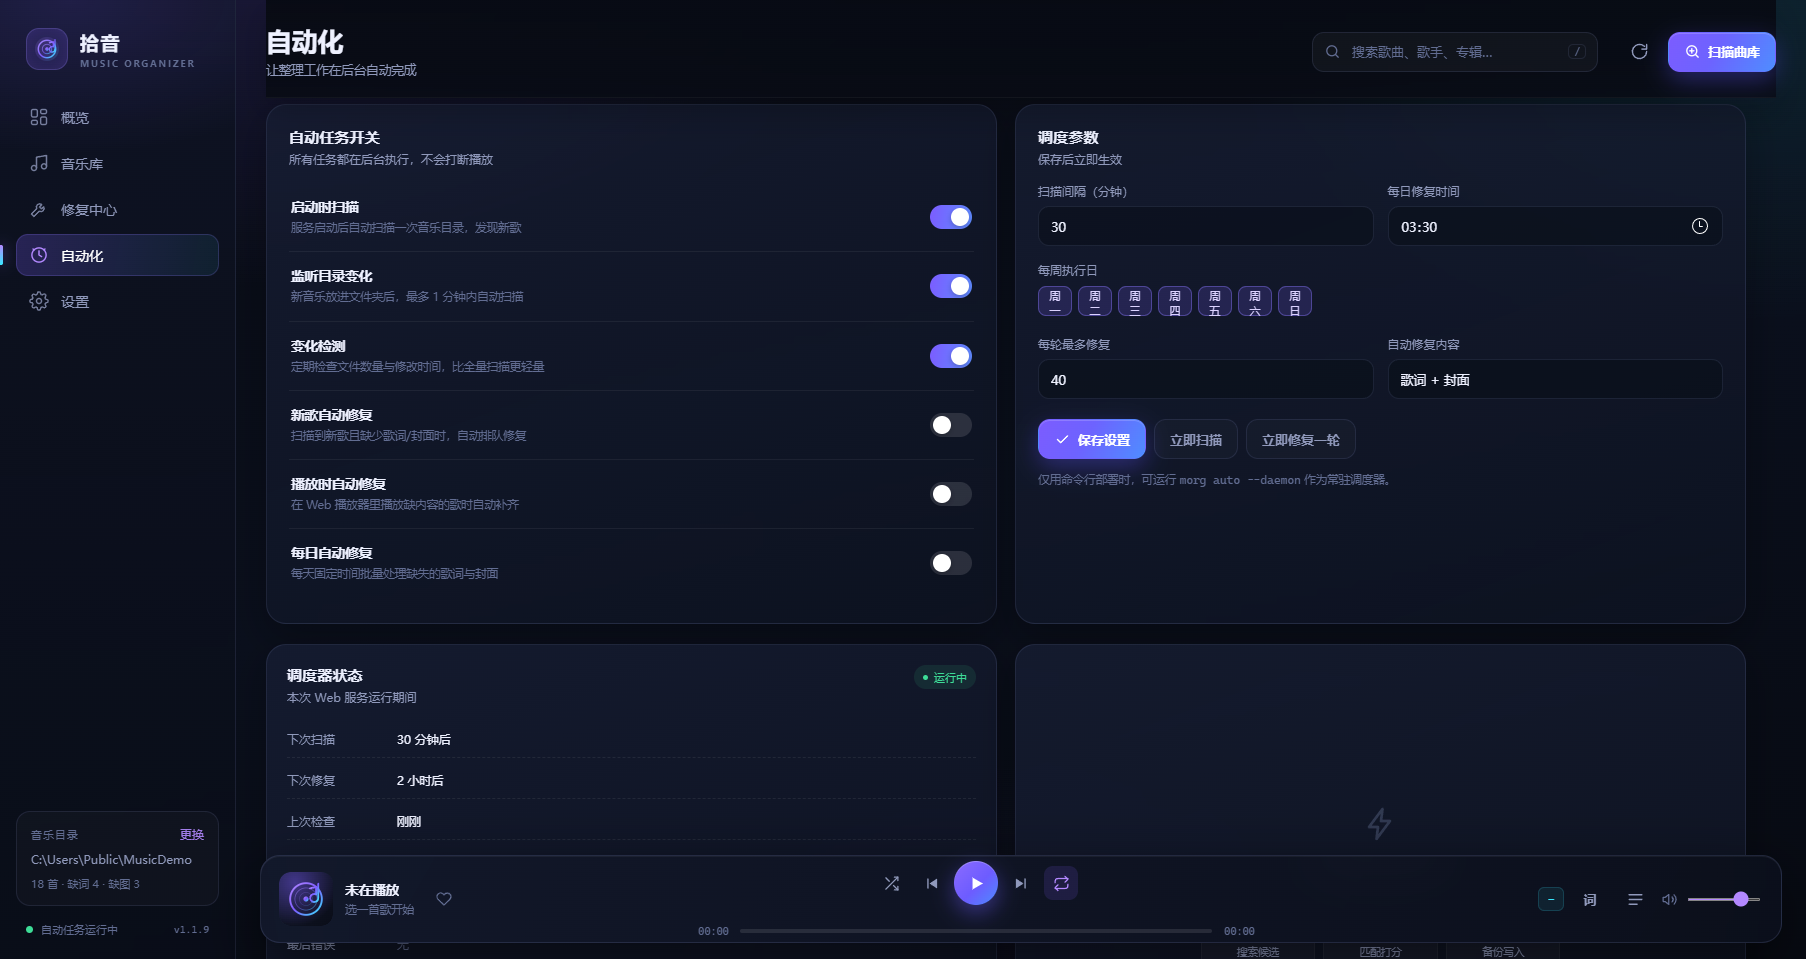 拾音
MUSIC ORGANIZER
概览
音乐库
修复中心
自动化
设置
音乐目录
更换
C:\Users\Public\MusicDemo
18 首 · 缺词 4 · 缺图 3
自动任务运行中
v1.1.9
自动化
让整理工作在后台自动完成
搜索歌曲、歌手、专辑...
/
扫描曲库
自动任务开关
所有任务都在后台执行，不会打断播放
启动时扫描
服务启动后自动扫描一次音乐目录，发现新歌
监听目录变化
新音乐放进文件夹后，最多 1 分钟内自动扫描
变化检测
定期检查文件数量与修改时间，比全量扫描更轻量
新歌自动修复
扫描到新歌且缺少歌词/封面时，自动排队修复
播放时自动修复
在 Web 播放器里播放缺内容的歌时自动补齐
每日自动修复
每天固定时间批量处理缺失的歌词与封面
调度参数
保存后立即生效
扫描间隔（分钟）
30
每日修复时间
03:30
每周执行日
周一 周二 周三 周四 周五 周六 周日
每轮最多修复
40
自动修复内容
歌词 + 封面
保存设置
立即扫描
立即修复一轮
仅用命令行部署时，可运行 morg auto --daemon 作为常驻调度器。
调度器状态
本次 Web 服务运行期间
运行中
下次扫描
30 分钟后
下次修复
2 小时后
上次检查
刚刚
最后错误
无
搜索候选
匹配打分
备份写入
未在播放
选一首歌开始
00:00
00:00
词